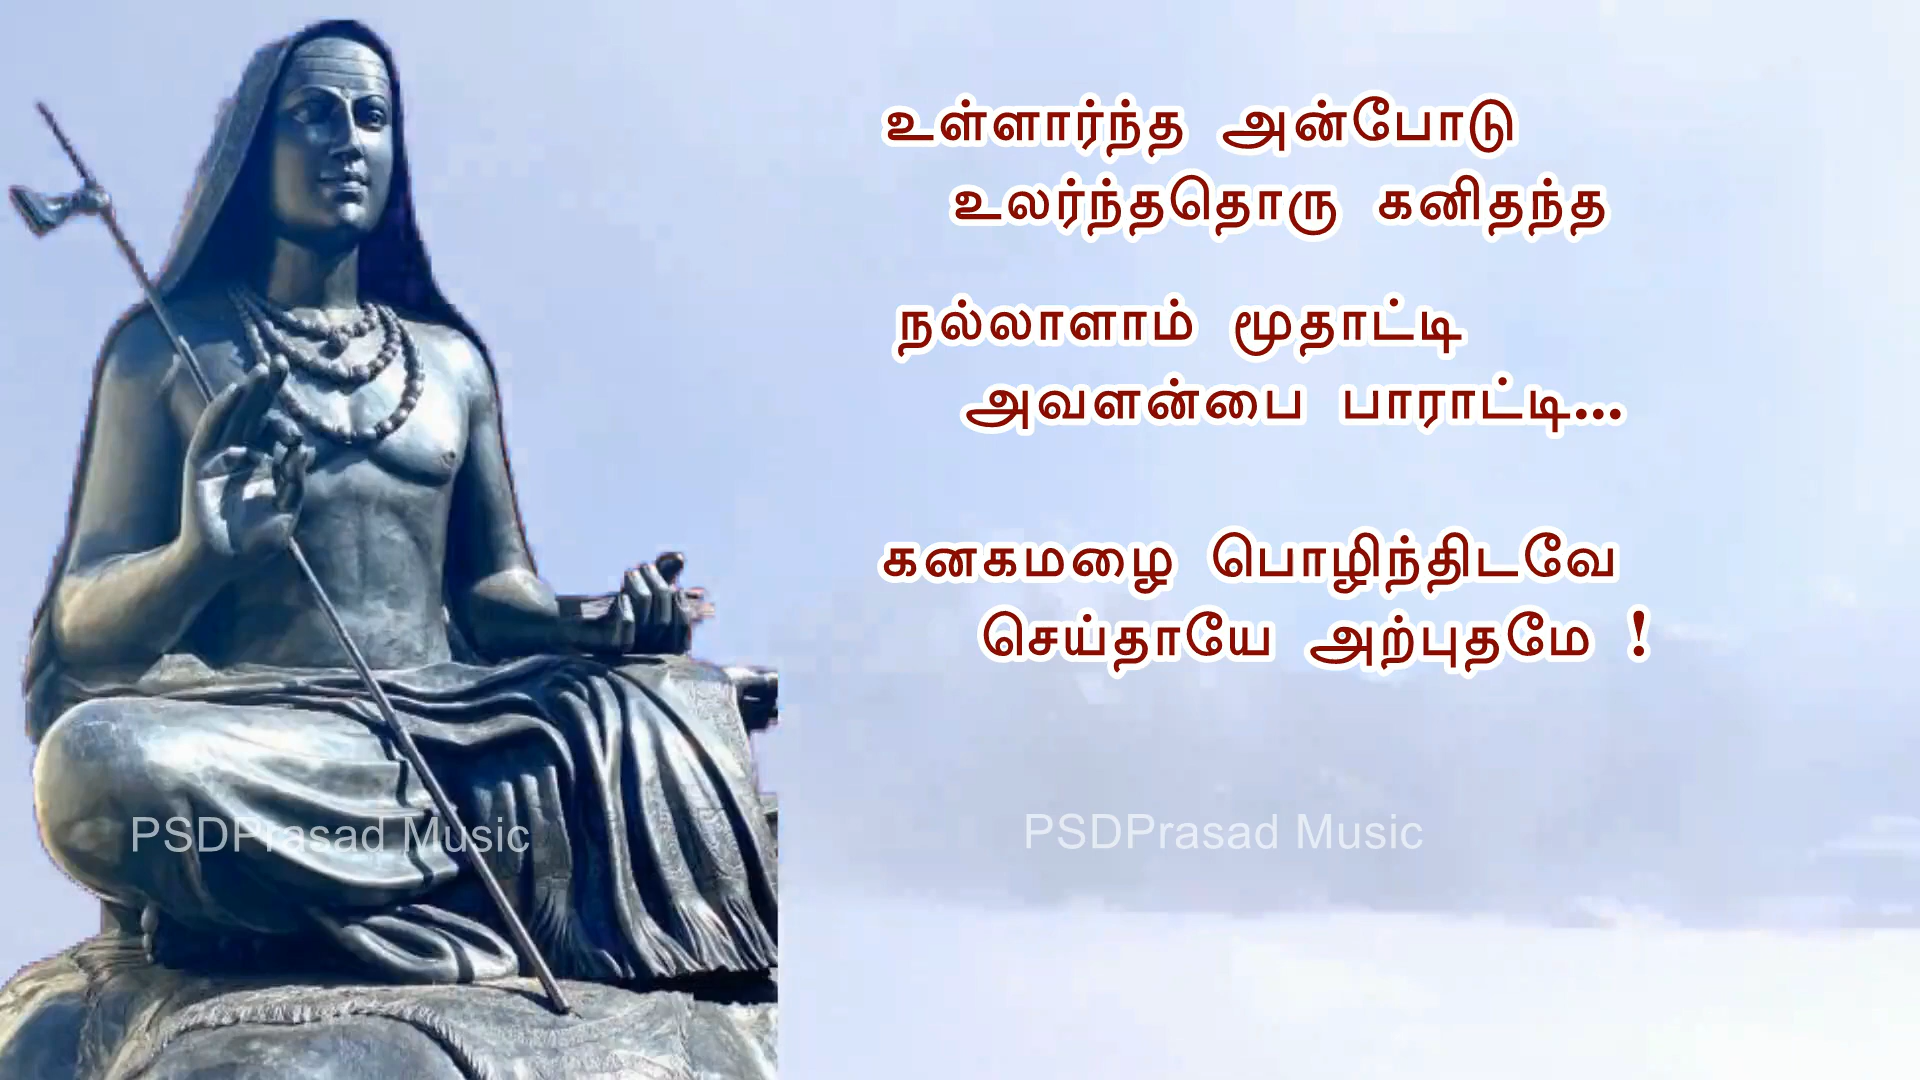 உள்ளார்ந்த அன்போடு
உலர்ந்ததொரு கனிதந்த
நல்லாளாம் மூதாட்டி
அவளன்பை பாராட்டி...
கனகமழை பொழிந்திடவே
செய்தாயே அற்புதமே !
PSDPrasad Music
PSDPrasad Music